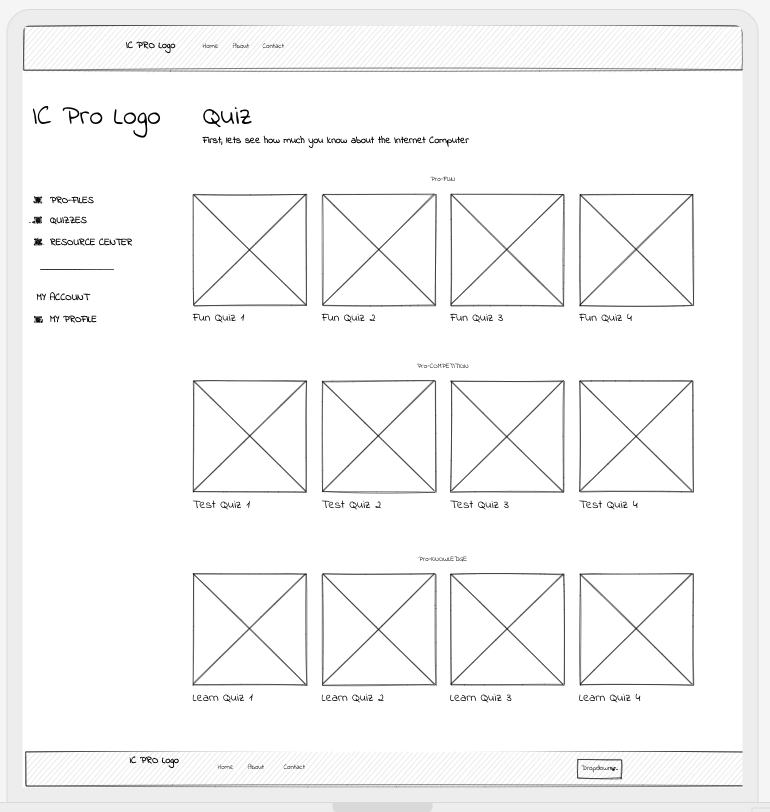 IC PRO Logo Home About Contact
IC Pro Logo
Quiz
First, lets see how much you know about the Internet Computer
PRO-FILES
QUIZZES
RESOURCE CENTER
MY ACCOUNT
MY PROFILE
Pro-FUN
Fun Quiz 1 Fun Quiz 2 Fun Quiz 3 Fun Quiz 4
Pro-COMPETITION
Test Quiz 1 Test Quiz 2 Test Quiz 3 Test Quiz 4
Pro-KNOWLEDGE
Learn Quiz 1 Learn Quiz 2 Learn Quiz 3 Learn Quiz 4
IC PRO Logo Home About Contact Dropdown